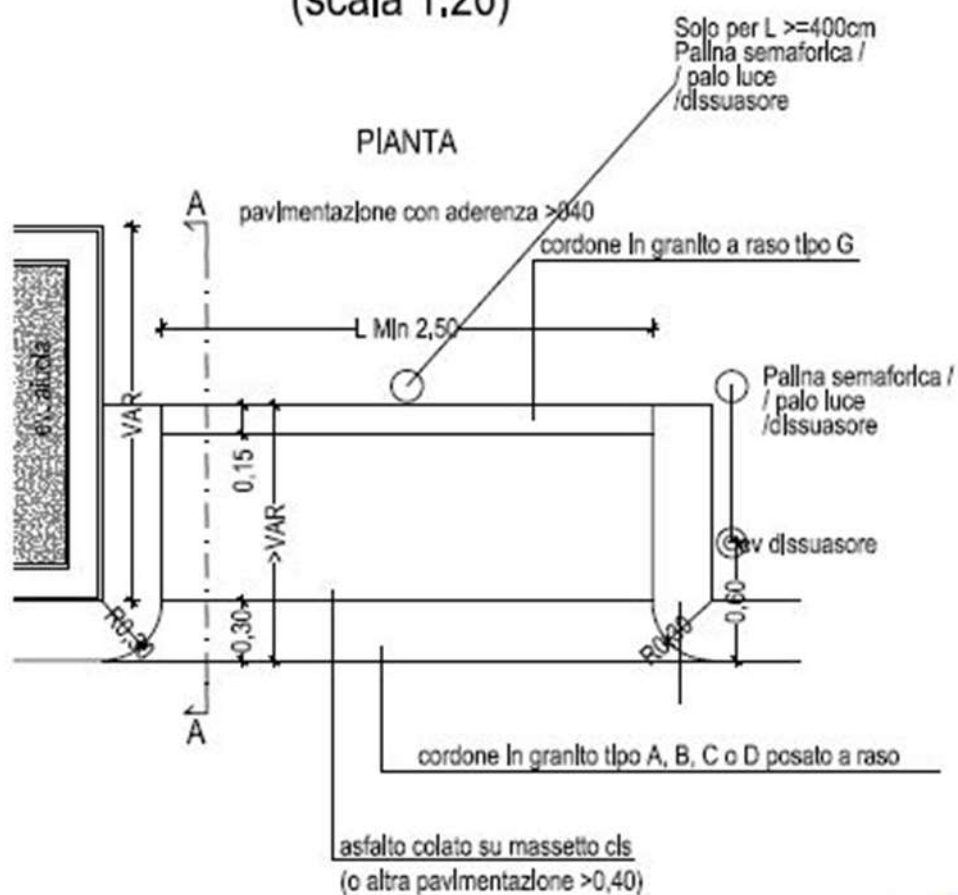 (scala 1:20)
Solo per L >=400cm
Palina semaforica /
/ palo luce
/dissuasore
PIANTA
A
pavimentazione con aderenza >040
cordone in granito a raso tipo G
L Min 2,50
ev. aiuola
VAR
Palina semaforica /
/ palo luce
/dissuasore
0,15
>VAR
ev dissuasore
R0,30
0,30
R0,30
0,60
A
cordone in granito tipo A, B, C o D posato a raso
asfalto colato su massetto cls
(o altra pavimentazione >0,40)